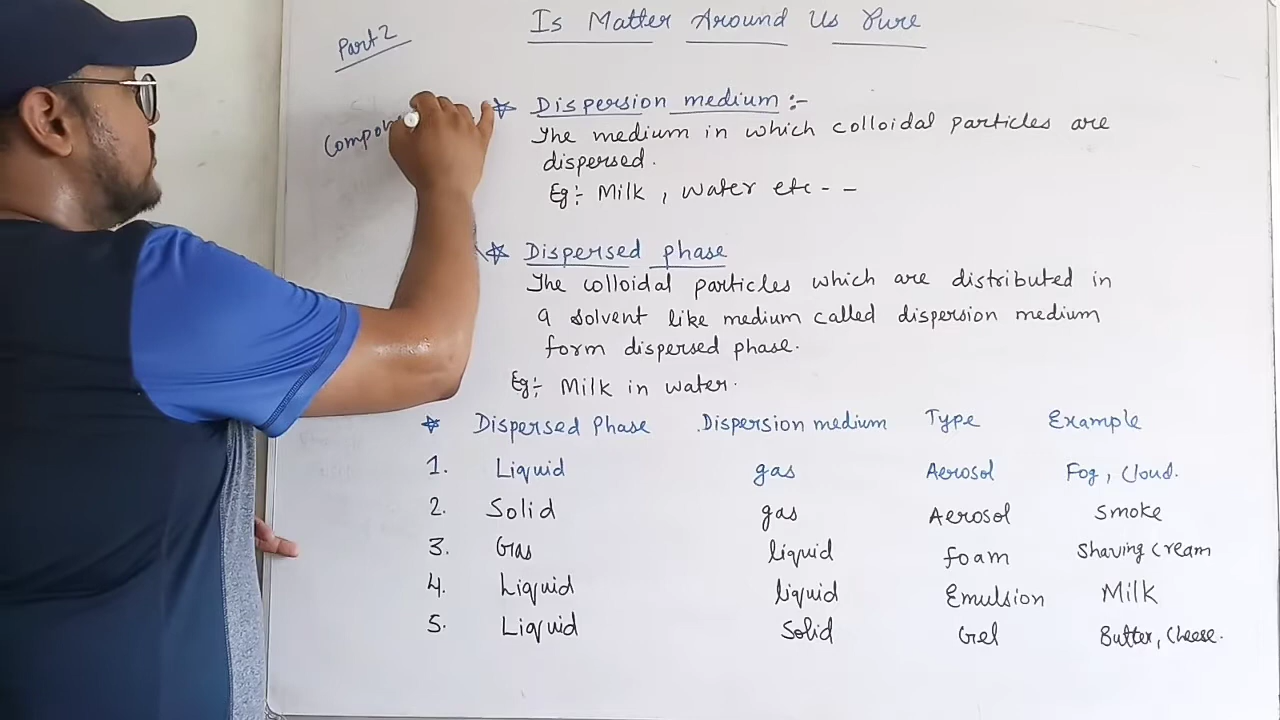 Is Matter Around Us Pure
Part 2
Compon
Dispersion medium :-
The medium in which colloidal particles are
dispersed.
Eg:- Milk , water etc - -
Dispersed phase
The colloidal particles which are distributed in
a solvent like medium called dispersion medium
form dispersed phase.
Eg:- Milk in water.
Dispersed Phase Dispersion medium Type Example
1. Liquid gas Aerosol Fog, Cloud.
2. Solid gas Aerosol Smoke
3. Gas liquid foam Shaving Cream
4. Liquid liquid Emulsion Milk
5. Liquid Solid Gel Butter, Cheese.